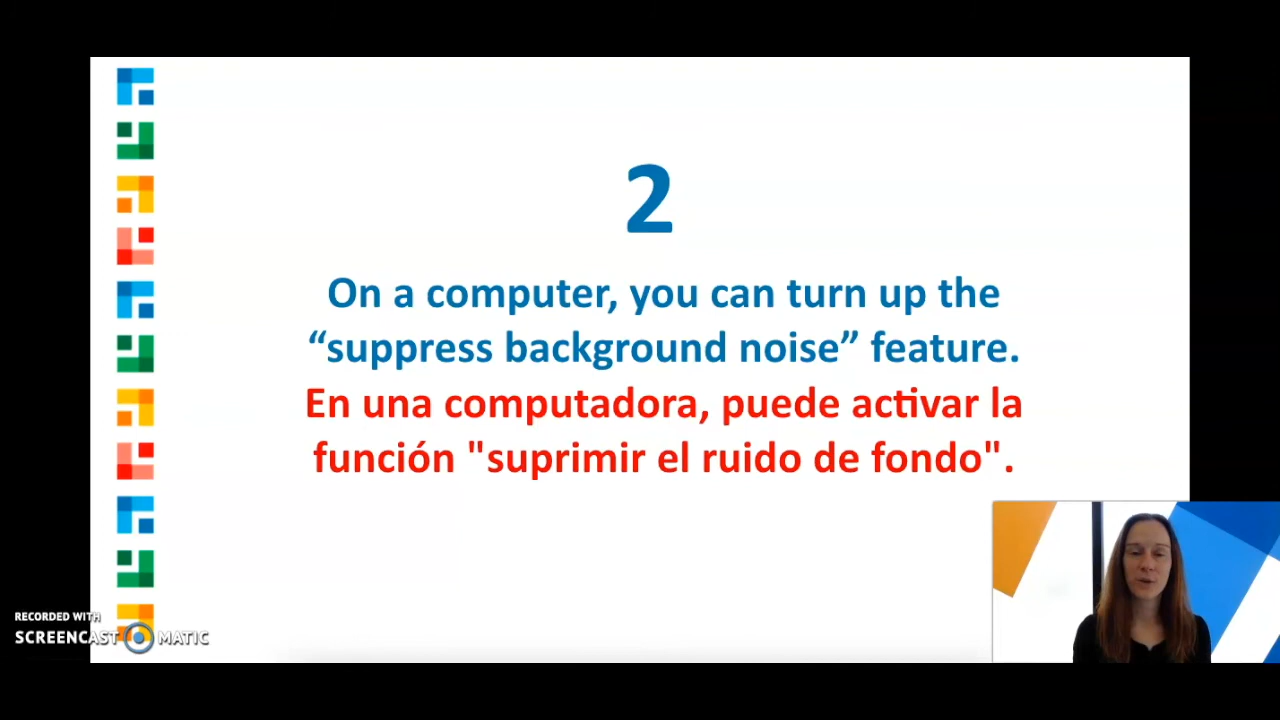 2
On a computer, you can turn up the
“suppress background noise” feature.
En una computadora, puede activar la
función "suprimir el ruido de fondo".
RECORDED WITH
SCREENCAST MATIC